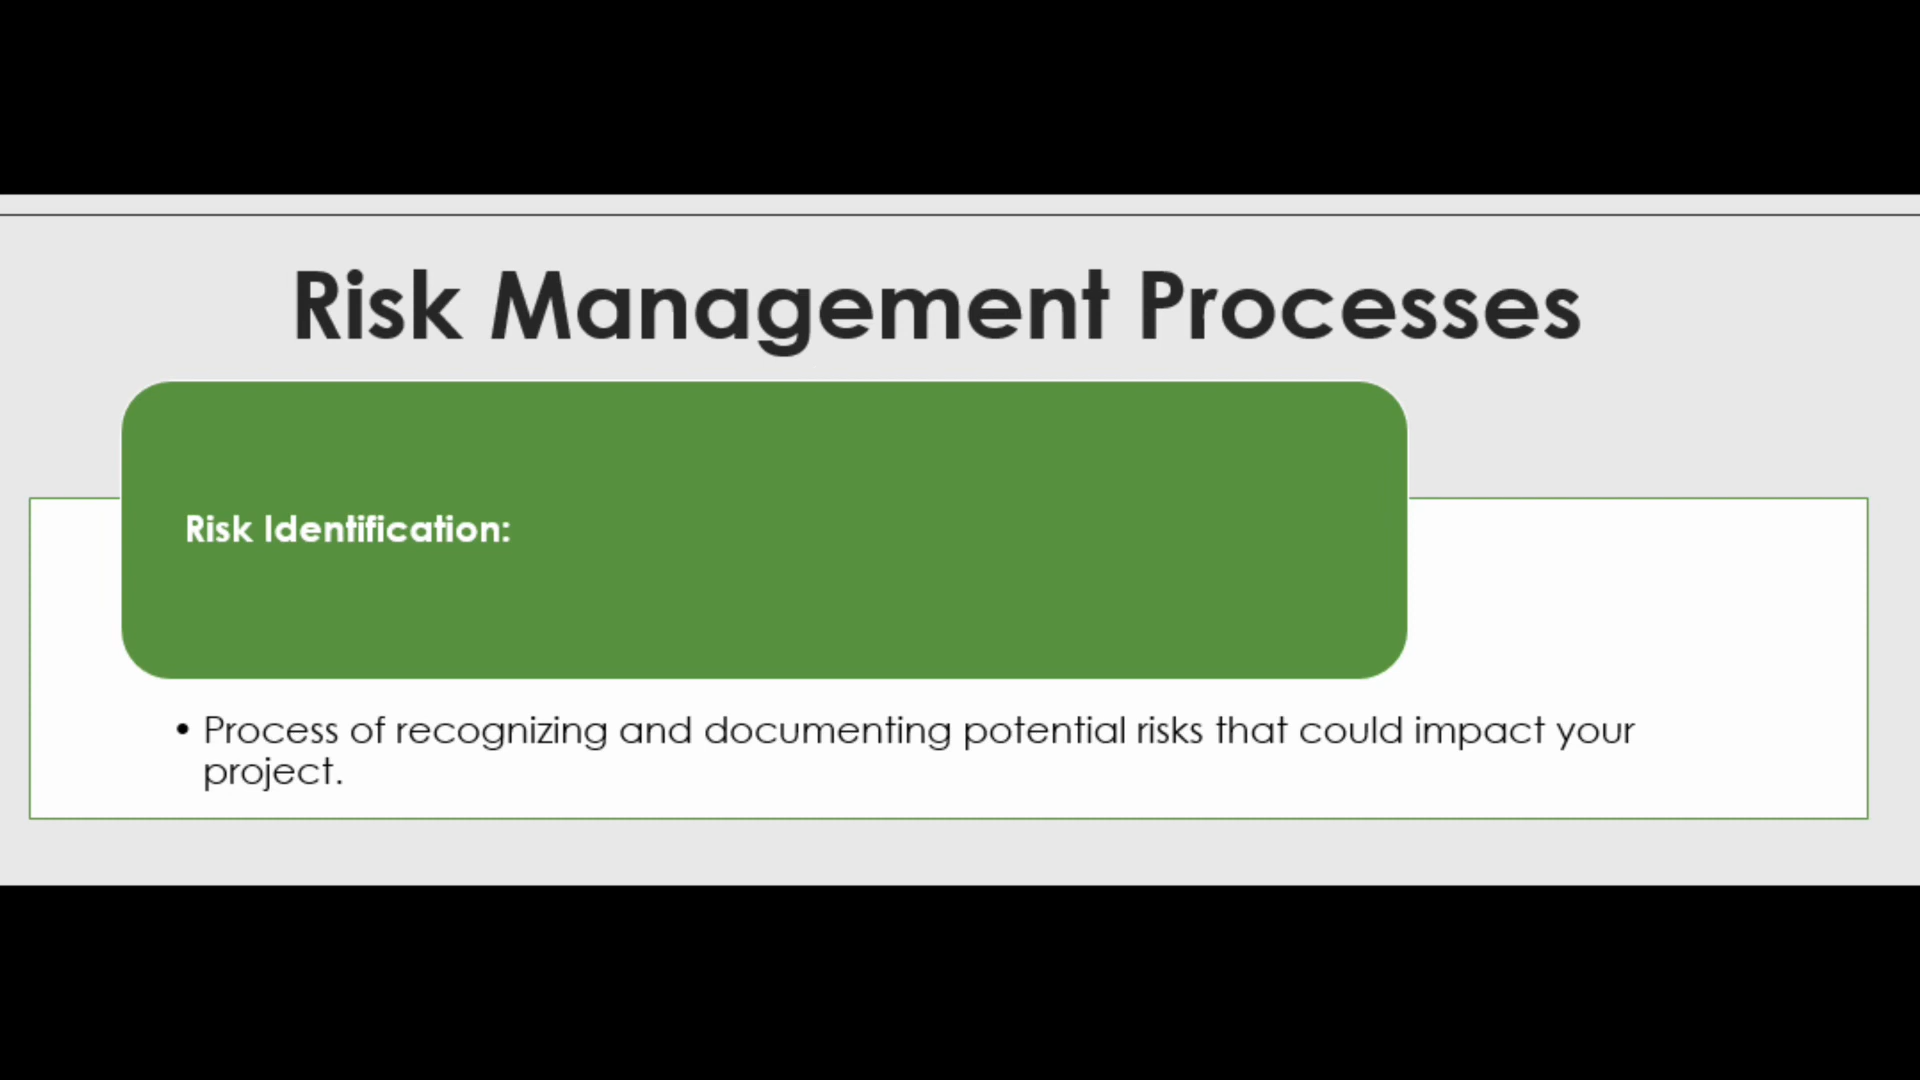 Risk Management Processes
Risk Identification:
• Process of recognizing and documenting potential risks that could impact your
project.